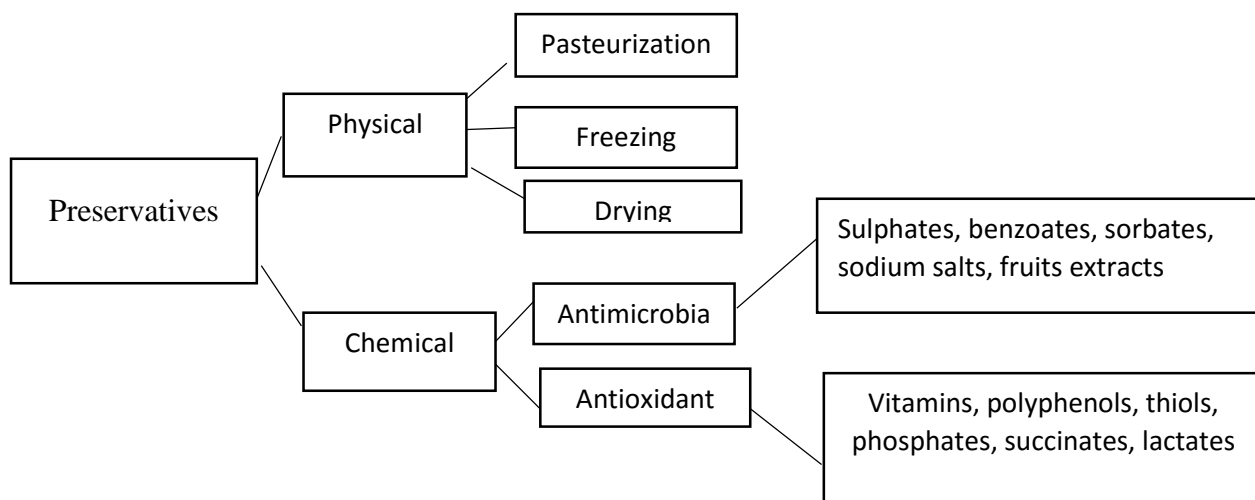 Preservatives
Physical
Pasteurization
Freezing
Drying
Chemical
Antimicrobia
Sulphates, benzoates, sorbates,
sodium salts, fruits extracts
Antioxidant
Vitamins, polyphenols, thiols,
phosphates, succinates, lactates